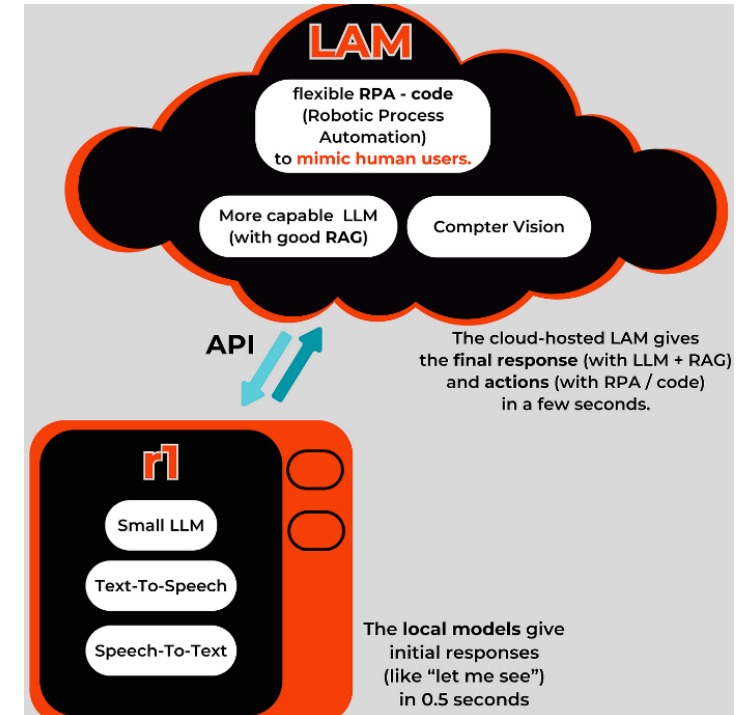 LAM
flexible RPA - code
(Robotic Process
Automation)
to mimic human users.
More capable LLM
(with good RAG)
Compter Vision
API
The cloud-hosted LAM gives
the final response (with LLM + RAG)
and actions (with RPA / code)
in a few seconds.
r1
Small LLM
Text-To-Speech
Speech-To-Text
The local models give
initial responses
(like “let me see”)
in 0.5 seconds